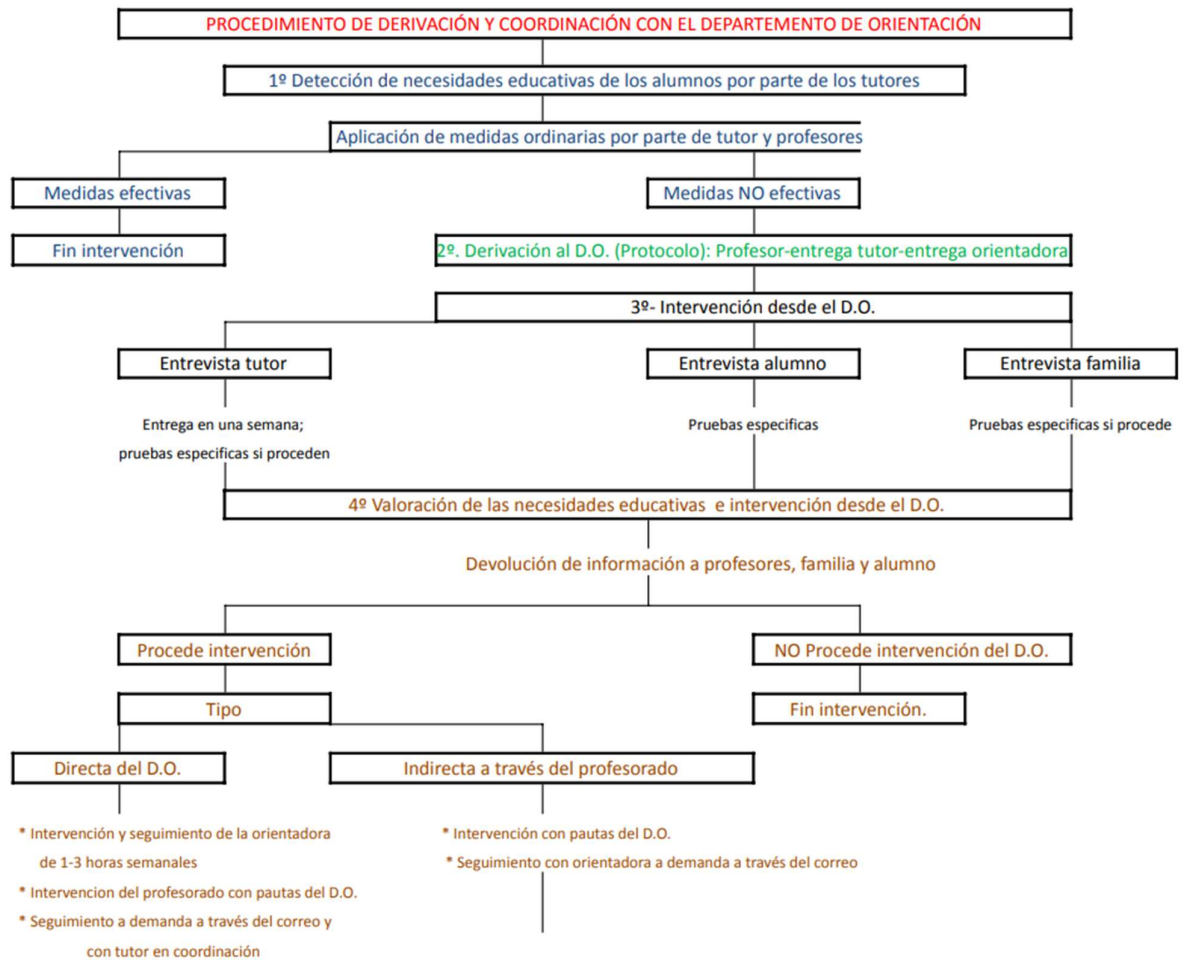 PROCEDIMIENTO DE DERIVACIÓN Y COORDINACIÓN CON EL DEPARTEMENTO DE ORIENTACIÓN
1º Detección de necesidades educativas de los alumnos por parte de los tutores
Aplicación de medidas ordinarias por parte de tutor y profesores
Medidas efectivas
Medidas NO efectivas
Fin intervención
2º. Derivación al D.O. (Protocolo): Profesor-entrega tutor-entrega orientadora
3º- Intervención desde el D.O.
Entrevista tutor
Entrevista alumno
Entrevista familia
Entrega en una semana;
pruebas especificas si proceden
Pruebas especificas
Pruebas especificas si procede
4º Valoración de las necesidades educativas e intervención desde el D.O.
Devolución de información a profesores, familia y alumno
Procede intervención
NO Procede intervención del D.O.
Tipo
Fin intervención.
Directa del D.O.
Indirecta a través del profesorado
* Intervención y seguimiento de la orientadora
de 1-3 horas semanales
* Intervencion del profesorado con pautas del D.O.
* Seguimiento a demanda a través del correo y
con tutor en coordinación
* Intervención con pautas del D.O.
* Seguimiento con orientadora a demanda a través del correo